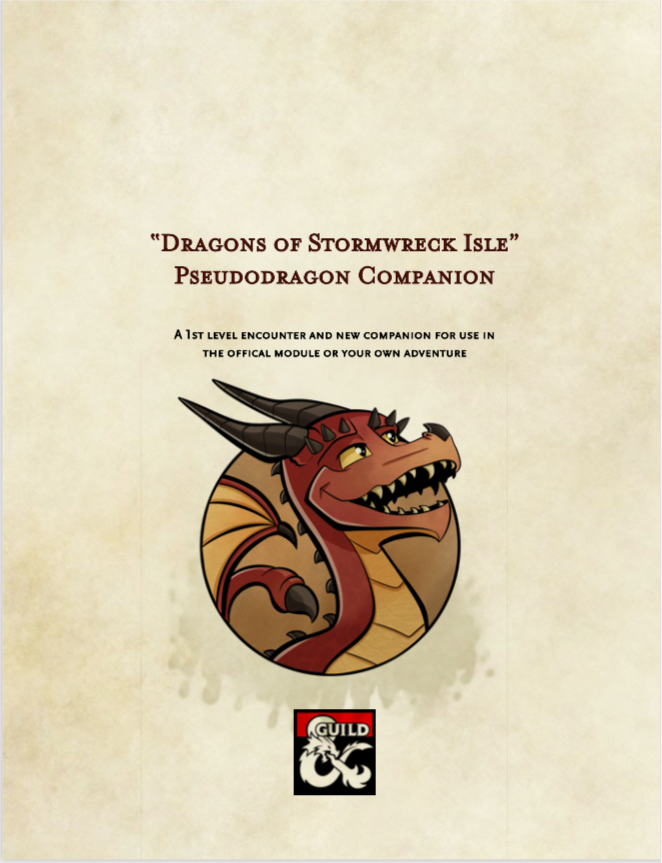 “Dragons of Stormwreck Isle”
Pseudodragon Companion
A 1st level encounter and new companion for use in
the offical module or your own adventure
GUILD